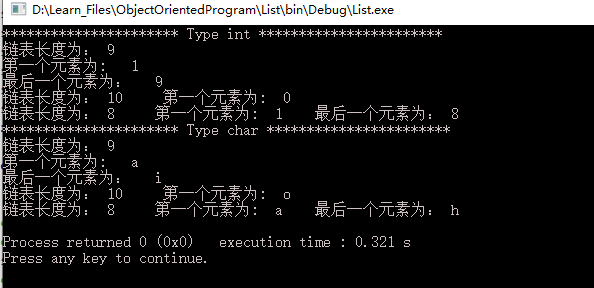 D:\Learn_Files\ObjectOrientedProgram\List\bin\Debug\List.exe
********************** Type int ***********************
链表长度为: 9
第一个元素为:   1
最后一个元素为:    9
链表长度为: 10     第一个元素为:  0
链表长度为: 8     第一个元素为:  1    最后一个元素为: 8
********************** Type char ***********************
链表长度为: 9
第一个元素为:   a
最后一个元素为:    i
链表长度为: 10     第一个元素为:  o
链表长度为: 8     第一个元素为:  a    最后一个元素为: h
Process returned 0 (0x0)   execution time : 0.321 s
Press any key to continue.